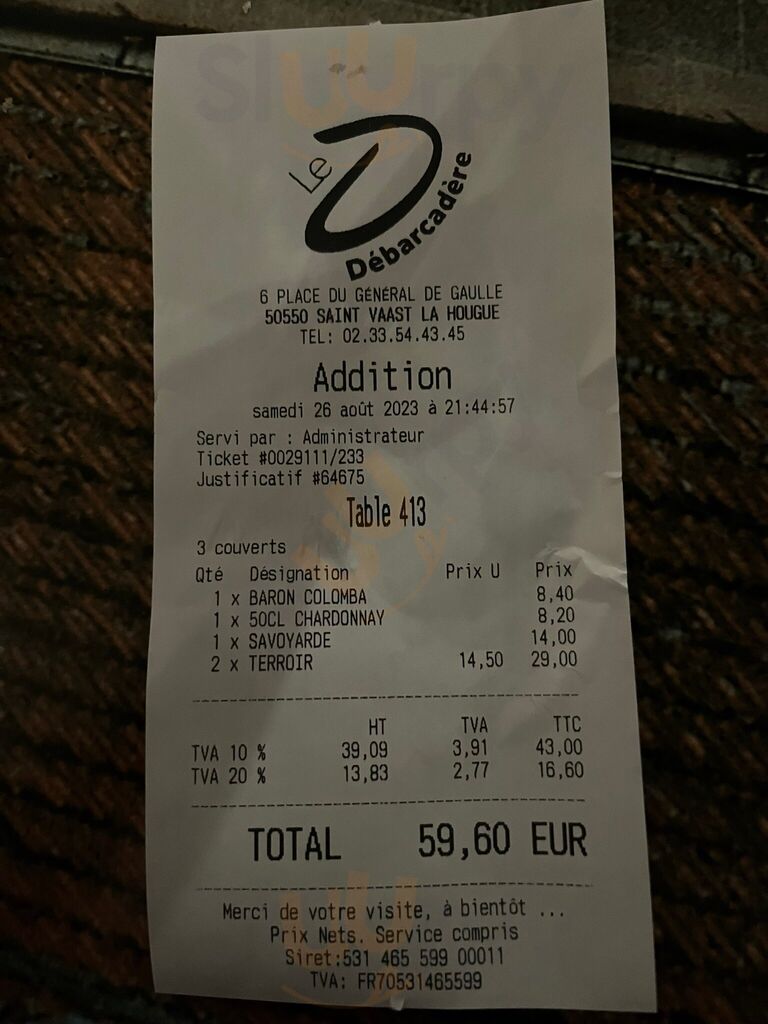 Sluurpy
Le D
Débarcadère
6 PLACE DU GÉNÉRAL DE GAULLE
50550 SAINT VAAST LA HOUGUE
TEL: 02.33.54.43.45
Addition
samedi 26 août 2023 à 21:44:57
Servi par : Administrateur
Ticket #0029111/233
Justificatif #64675
Table 413
3 couverts
Qté Désignation Prix U Prix
1 x BARON COLOMBA 8,40
1 x 50CL CHARDONNAY 8,20
1 x SAVOYARDE 14,00
2 x TERROIR 14,50 29,00
HT TVA TTC
TVA 10 % 39,09 3,91 43,00
TVA 20 % 13,83 2,77 16,60
TOTAL 59,60 EUR
Merci de votre visite, à bientôt ...
Prix Nets. Service compris
Siret:531 465 599 00011
TVA: FR70531465599